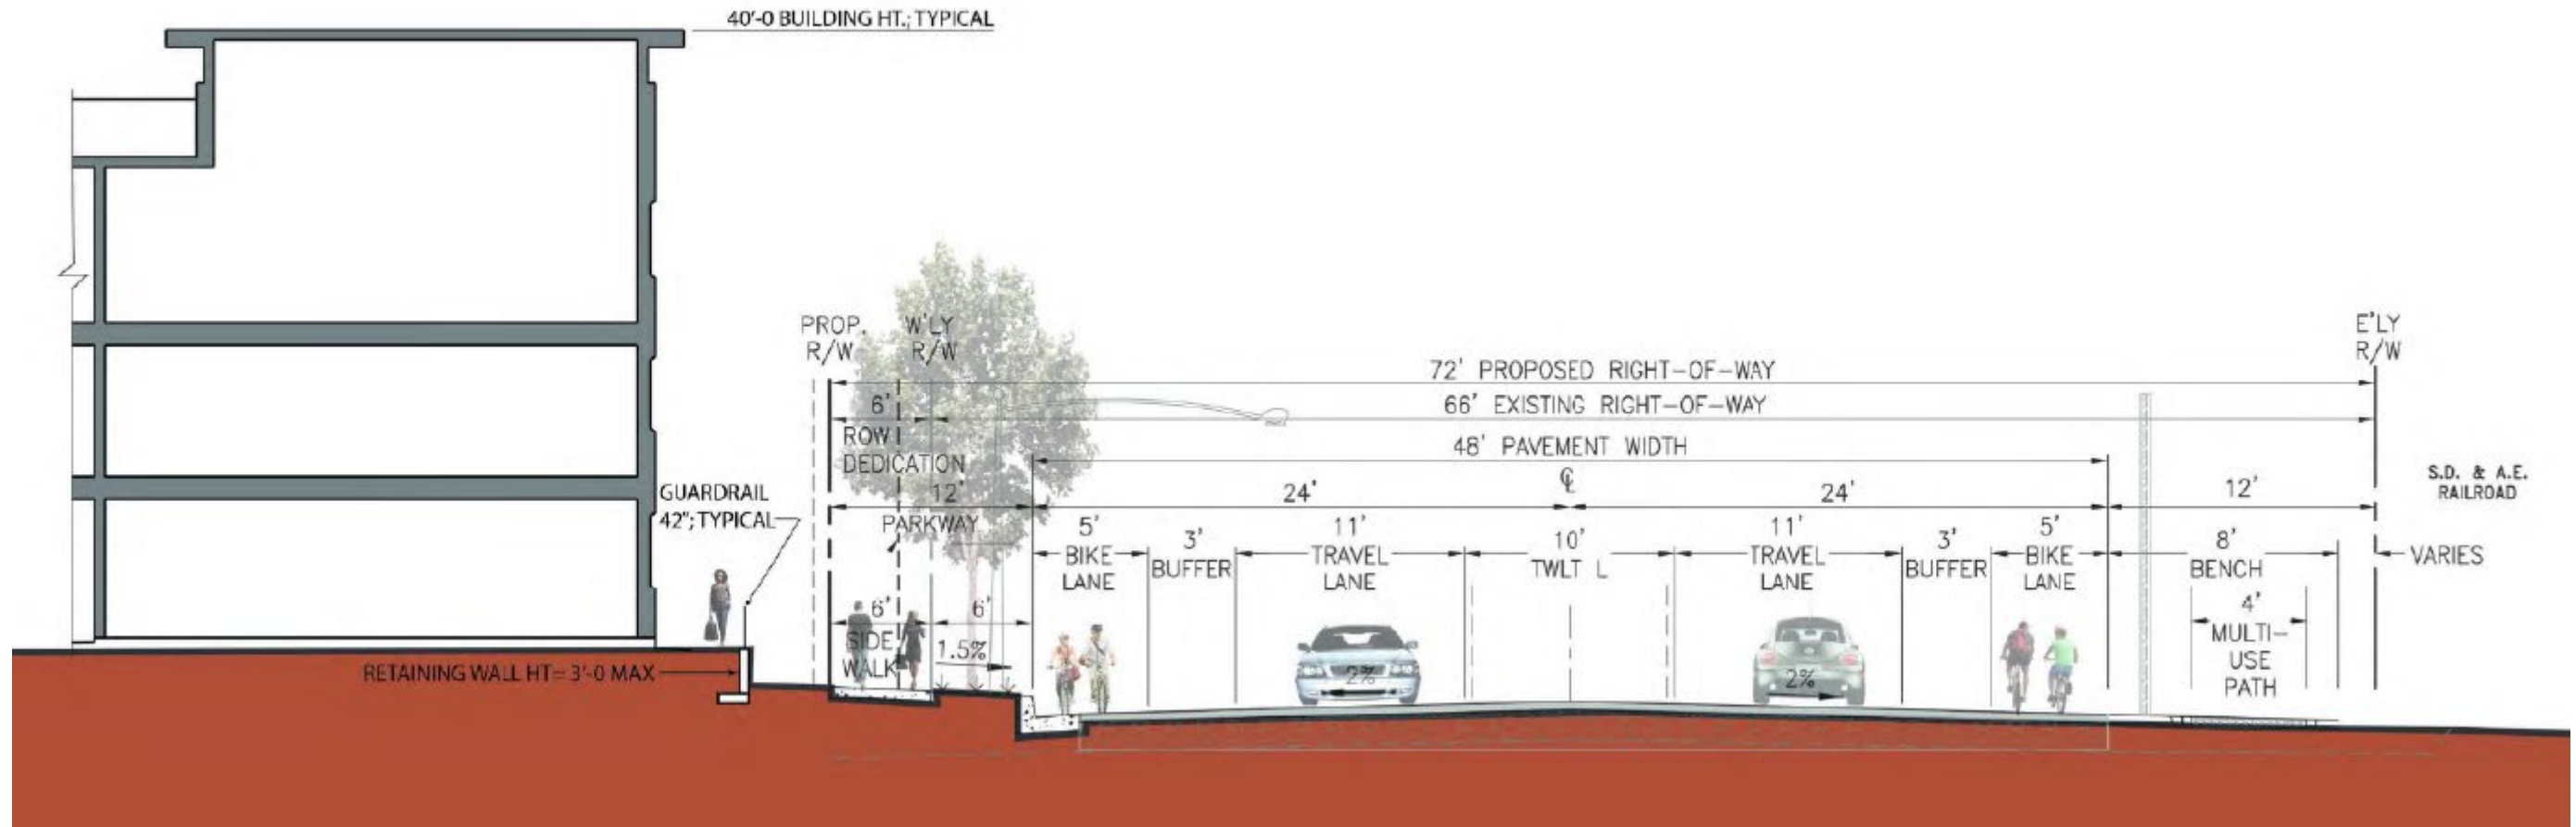 40'-0 BUILDING HT.; TYPICAL
PROP.
R/W
W'LY
R/W
E'LY
R/W
72' PROPOSED RIGHT-OF-WAY
6'
66' EXISTING RIGHT-OF-WAY
ROW
DEDICATION
48' PAVEMENT WIDTH
℄
S.D. & A.E.
RAILROAD
GUARDRAIL
42"; TYPICAL
12'
24'
24'
12'
PARKWAY
5'
BIKE
LANE
3'
BUFFER
11'
TRAVEL
LANE
10'
TWLT L
11'
TRAVEL
LANE
3'
BUFFER
5'
BIKE
LANE
8'
BENCH
VARIES
6'
SIDE
WALK
6'
1.5%
4'
MULTI-
USE
PATH
RETAINING WALL HT= 3'-0 MAX
2%
2%